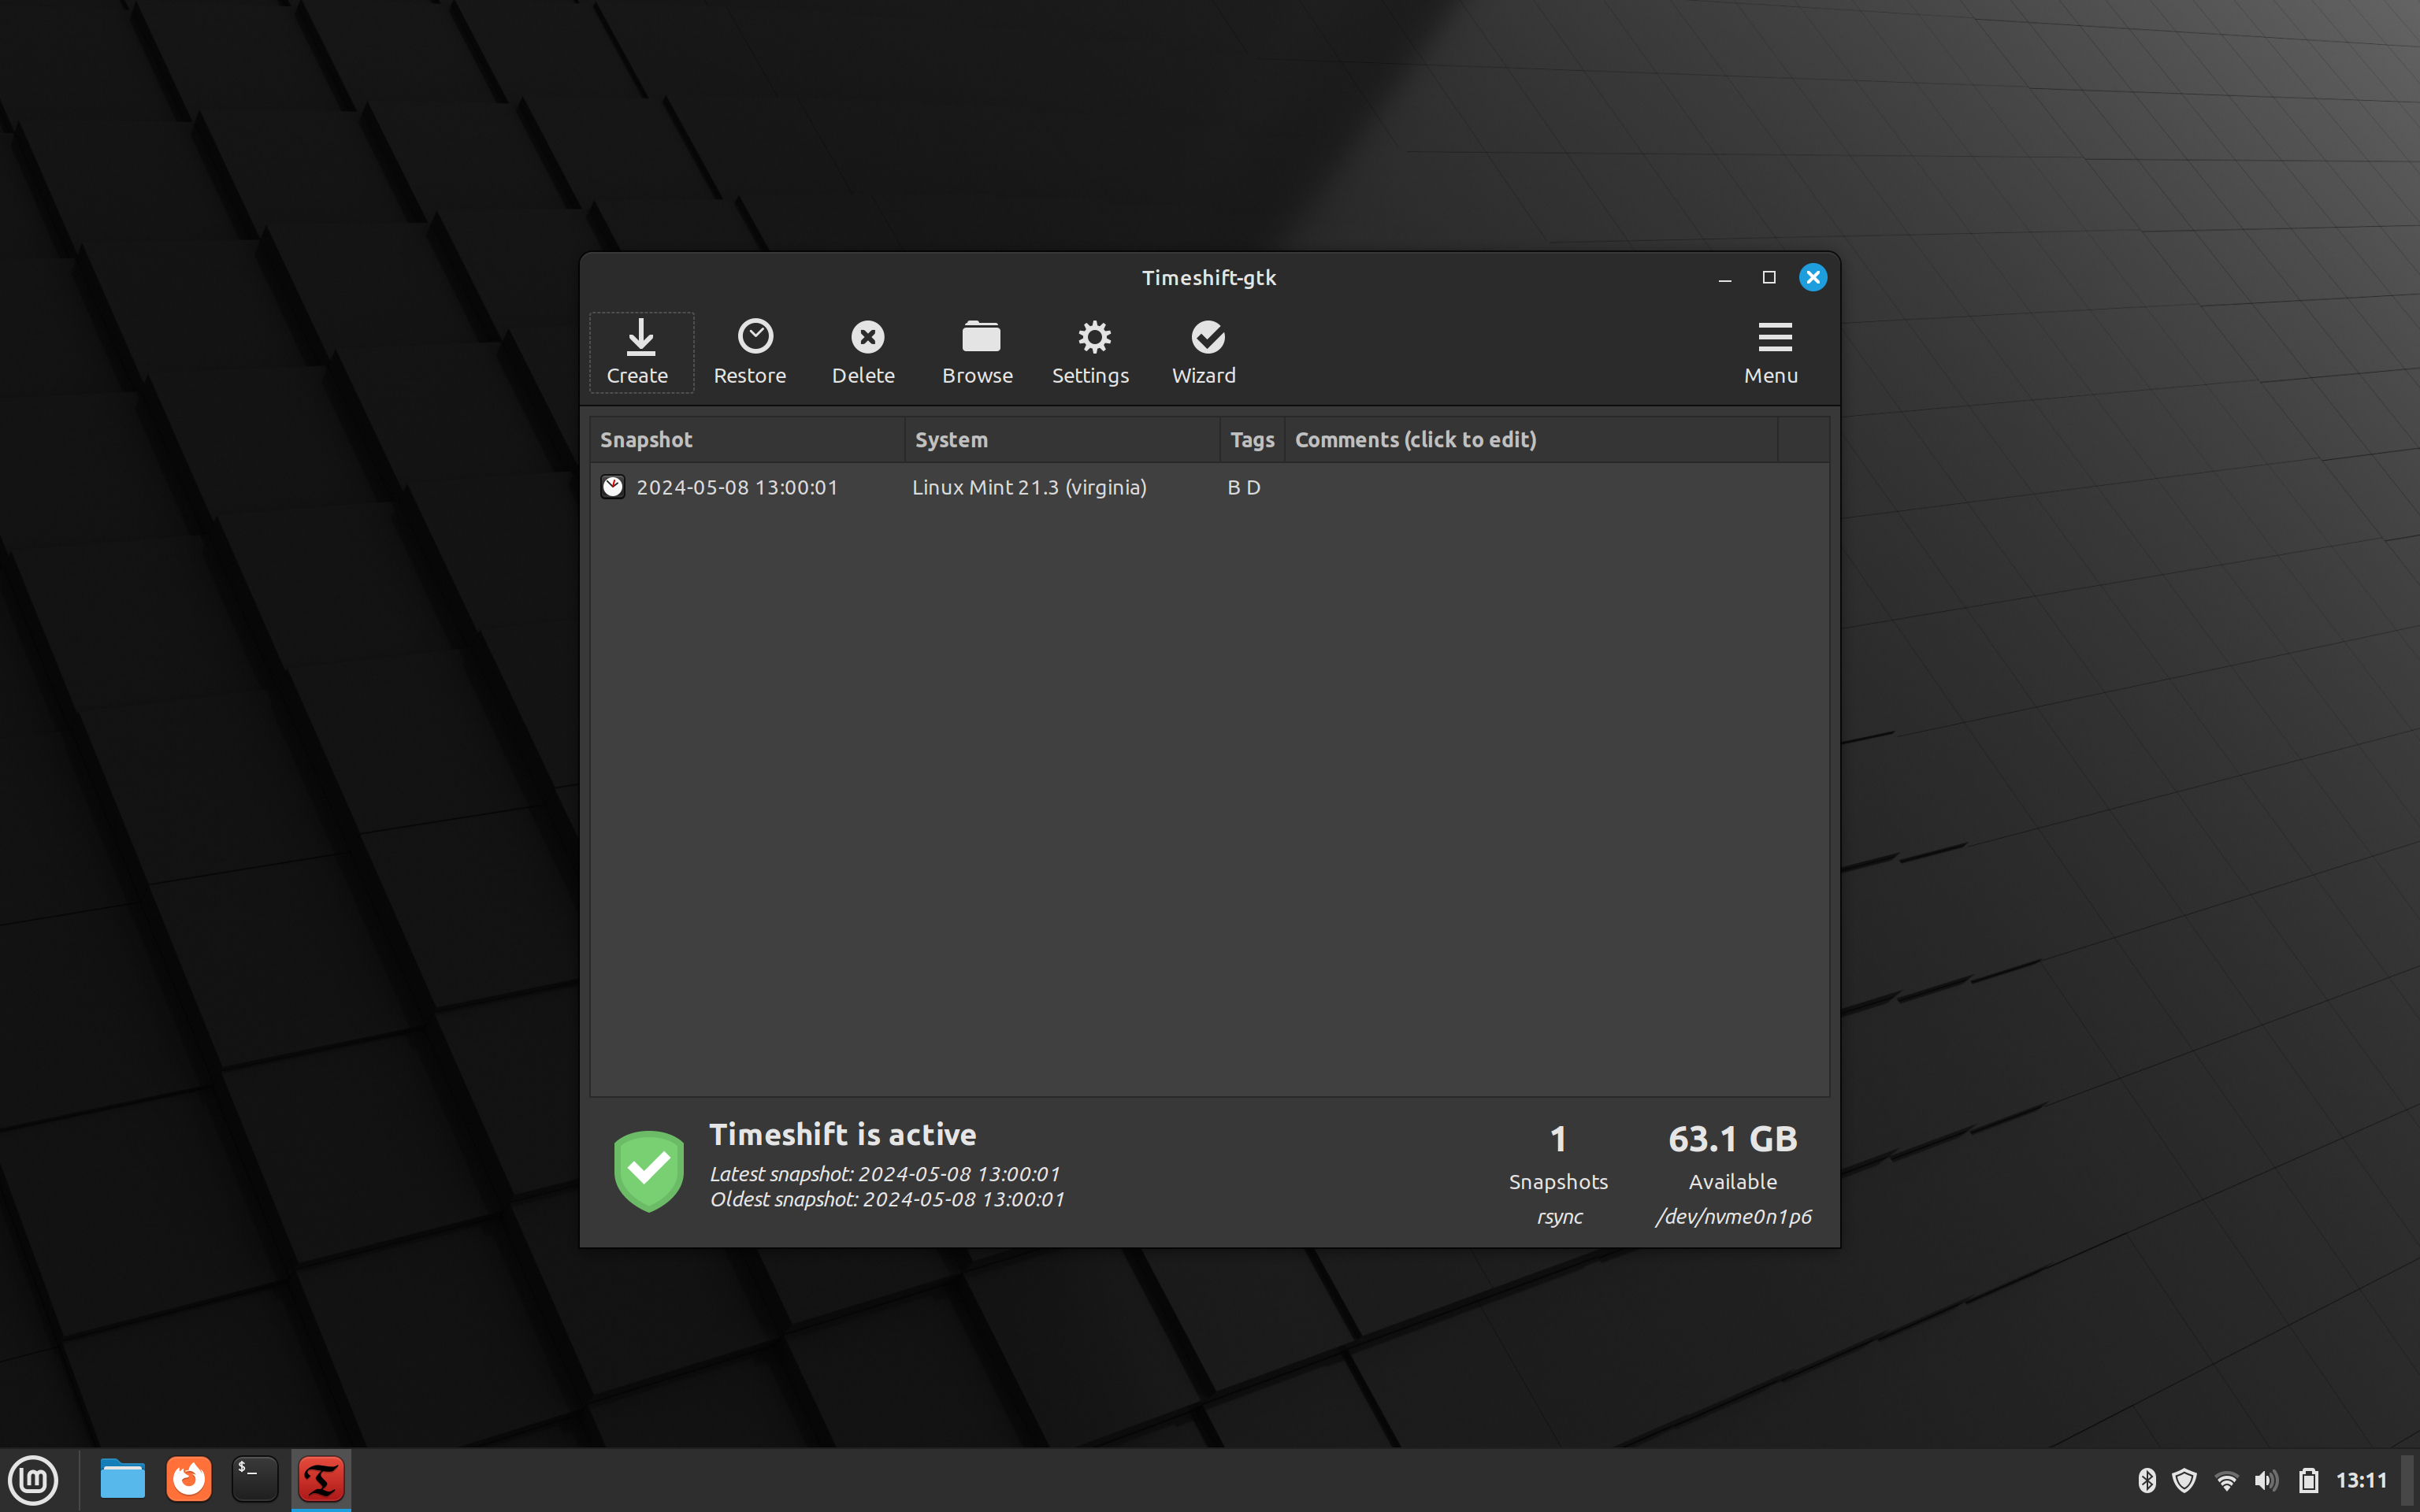 Timeshift-gtk
Create Restore Delete Browse Settings Wizard Menu
Snapshot System Tags Comments (click to edit)
2024-05-08 13:00:01 Linux Mint 21.3 (virginia) B D
Timeshift is active
Latest snapshot: 2024-05-08 13:00:01
Oldest snapshot: 2024-05-08 13:00:01
1
Snapshots
rsync
63.1 GB
Available
/dev/nvme0n1p6
$_
13:11